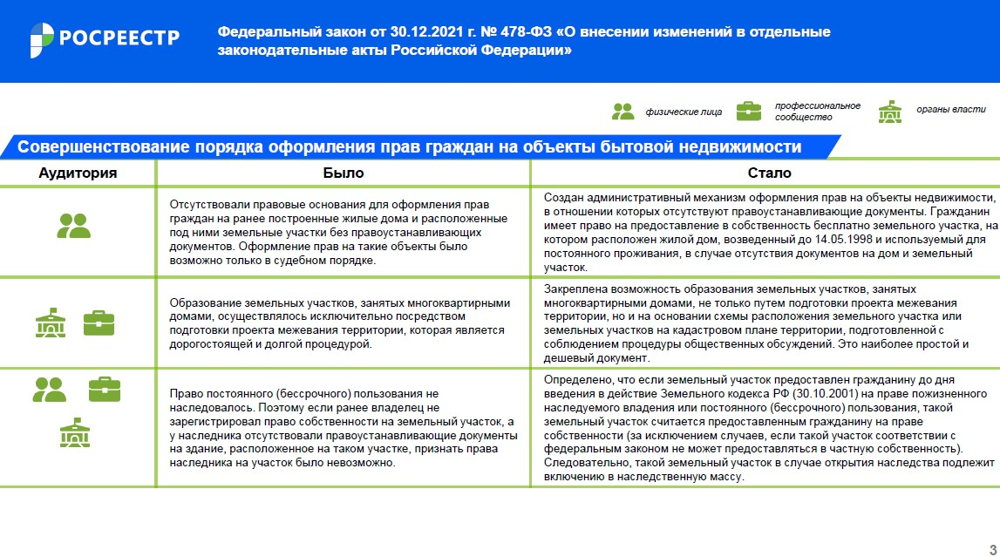 РОСРЕЕСТР
Федеральный закон от 30.12.2021 г. № 478-ФЗ «О внесении изменений в отдельные
законодательные акты Российской Федерации»
физические лица
профессиональное
сообщество
органы власти
Совершенствование порядка оформления прав граждан на объекты бытовой недвижимости
Аудитория
Было
Стало
Отсутствовали правовые основания для оформления прав
граждан на ранее построенные жилые дома и расположенные
под ними земельные участки без правоустанавливающих
документов. Оформление прав на такие объекты было
возможно только в судебном порядке.
Создан административный механизм оформления прав на объекты недвижимости,
в отношении которых отсутствуют правоустанавливающие документы. Гражданин
имеет право на предоставление в собственность бесплатно земельного участка, на
котором расположен жилой дом, возведенный до 14.05.1998 и используемый для
постоянного проживания, в случае отсутствия документов на дом и земельный
участок.
Образование земельных участков, занятых многоквартирными
домами, осуществлялось исключительно посредством
подготовки проекта межевания территории, которая является
дорогостоящей и долгой процедурой.
Закреплена возможность образования земельных участков, занятых
многоквартирными домами, не только путем подготовки проекта межевания
территории, но и на основании схемы расположения земельного участка или
земельных участков на кадастровом плане территории, подготовленной с
соблюдением процедуры общественных обсуждений. Это наиболее простой и
дешевый документ.
Право постоянного (бессрочного) пользования не
наследовалось. Поэтому если ранее владелец не
зарегистрировал право собственности на земельный участок, а
у наследника отсутствовали правоустанавливающие документы
на здание, расположенное на таком участке, признать права
наследника на участок было невозможно.
Определено, что если земельный участок предоставлен гражданину до дня
введения в действие Земельного кодекса РФ (30.10.2001) на праве пожизненного
наследуемого владения или постоянного (бессрочного) пользования, такой
земельный участок считается предоставленным гражданину на праве
собственности (за исключением случаев, если такой участок соответствии с
федеральным законом не может предоставляться в частную собственность).
Следовательно, такой земельный участок в случае открытия наследства подлежит
включению в наследственную массу.
3